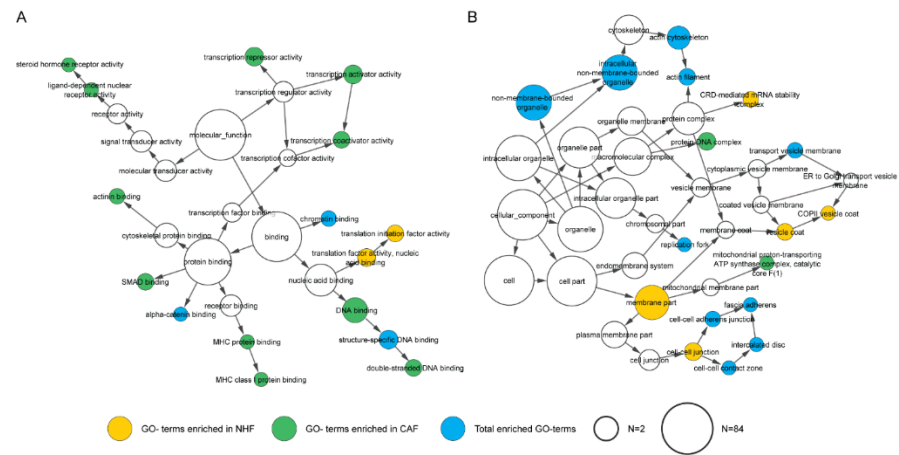 A
steroid hormone receptor activity
ligand-dependent nuclear
receptor activity
receptor activity
signal transducer activity
molecular transducer activity
transcription repressor activity
transcription activator activity
transcription regulator activity
molecular_function
transcription coactivator activity
transcription cofactor activity
actinin binding
transcription factor binding
cytoskeletal protein binding
chromatin binding
binding
translation initiation factor activity
translation factor activity, nucleic
acid binding
protein binding
nucleic acid binding
SMAD binding
alpha-catenin binding
receptor binding
DNA binding
MHC protein binding
structure-specific DNA binding
MHC class I protein binding
double-stranded DNA binding
B
cytoskeleton
actin cytoskeleton
intracellular
non-membrane-bounded
organelle
actin filament
non-membrane-bounded
organelle
CRD-mediated mRNA stability
complex
organelle membrane
protein complex
protein-DNA complex
organelle part
intracellular organelle
macromolecular complex
transport vesicle membrane
cytoplasmic vesicle membrane
ER to Golgi transport vesicle
membrane
vesicle membrane
intracellular organelle part
coated vesicle membrane
cellular_component
COPII vesicle coat
chromosomal part
organelle
membrane coat
vesicle coat
replication fork
mitochondrial proton-transporting
ATP synthase complex, catalytic
core F(1)
endomembrane system
cell
cell part
mitochondrial membrane part
membrane part
fascia adherens
cell-cell adherens junction
plasma membrane part
intercalated disc
cell junction
cell-cell junction
cell-cell contact zone
GO- terms enriched in NHF
GO- terms enriched in CAF
Total enriched GO-terms
N=2
N=84